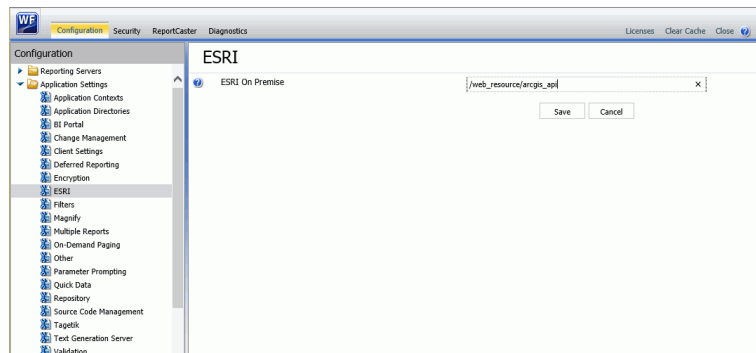 WF
Configuration Security ReportCaster Diagnostics
Licenses Clear Cache Close
Configuration
Reporting Servers
Application Settings
Application Contexts
Application Directories
BI Portal
Change Management
Client Settings
Deferred Reporting
Encryption
ESRI
Filters
Magnify
Multiple Reports
On-Demand Paging
Other
Parameter Prompting
Quick Data
Repository
Source Code Management
Tagetik
Text Generation Server
Validation
ESRI
ESRI On Premise
/web_resource/arcgis_api
Save Cancel